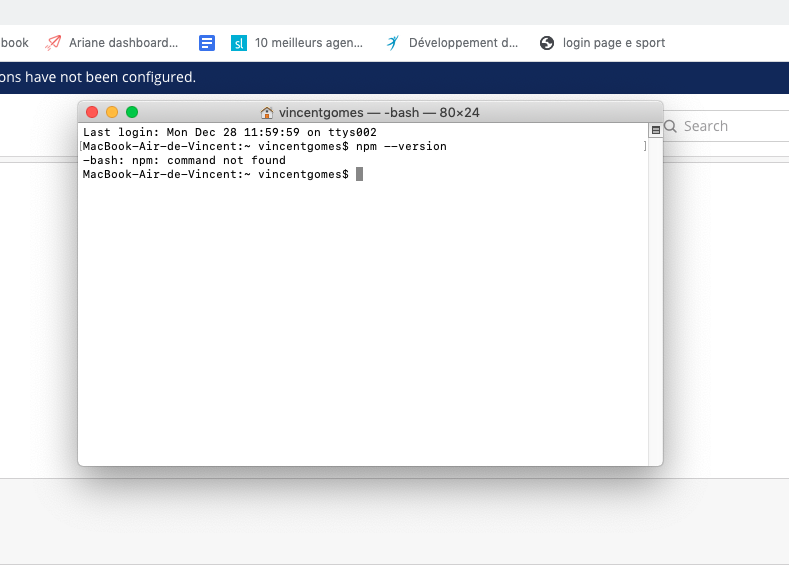 book Ariane dashboard... sl 10 meilleurs agen... Développement d... login page e sport
ons have not been configured.
vincentgomes — -bash — 80×24
Search
Last login: Mon Dec 28 11:59:59 on ttys002
[MacBook-Air-de-Vincent:~ vincentgomes$ npm --version ]
-bash: npm: command not found
MacBook-Air-de-Vincent:~ vincentgomes$